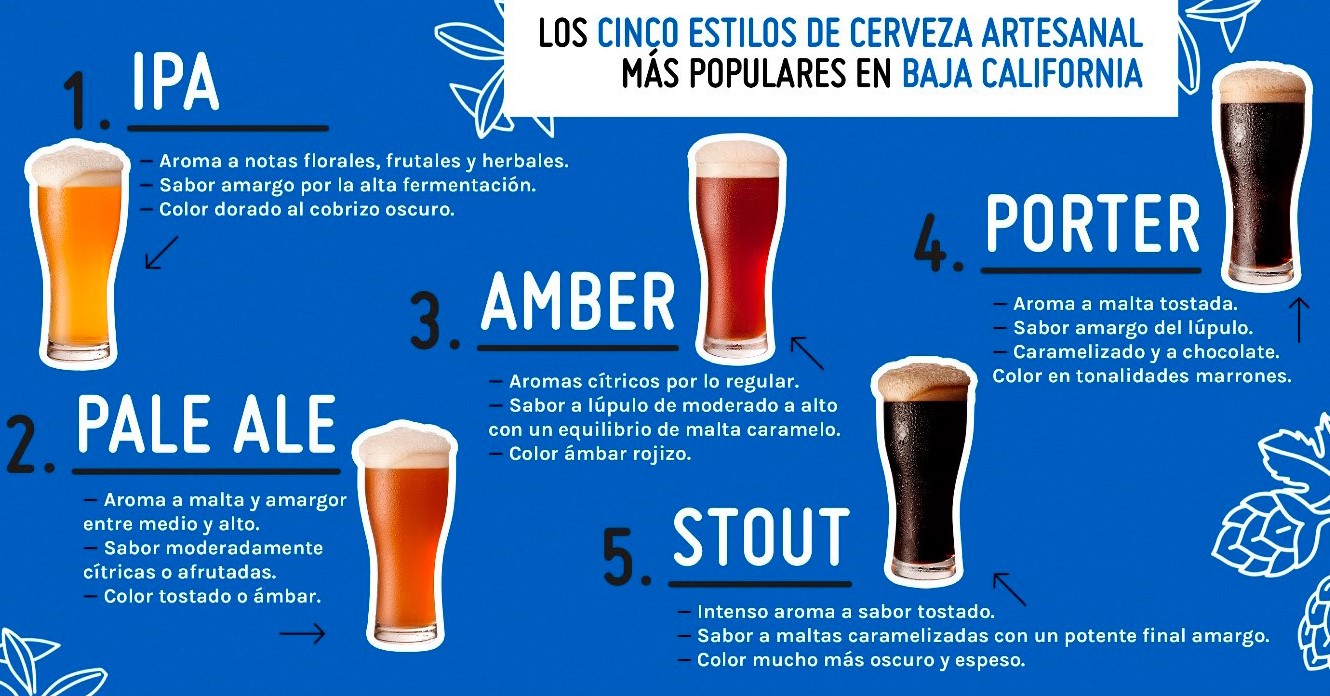 LOS CINCO ESTILOS DE CERVEZA ARTESANAL
MÁS POPULARES EN BAJA CALIFORNIA
1. IPA
– Aroma a notas florales, frutales y herbales.
– Sabor amargo por la alta fermentación.
– Color dorado al cobrizo oscuro.
2. PALE ALE
– Aroma a malta y amargor
entre medio y alto.
– Sabor moderadamente
cítricas o afrutadas.
– Color tostado o ámbar.
3. AMBER
– Aromas cítricos por lo regular.
– Sabor a lúpulo de moderado a alto
con un equilibrio de malta caramelo.
– Color ámbar rojizo.
4. PORTER
– Aroma a malta tostada.
– Sabor amargo del lúpulo.
– Caramelizado y a chocolate.
Color en tonalidades marrones.
5. STOUT
– Intenso aroma a sabor tostado.
– Sabor a maltas caramelizadas con un potente final amargo.
– Color mucho más oscuro y espeso.